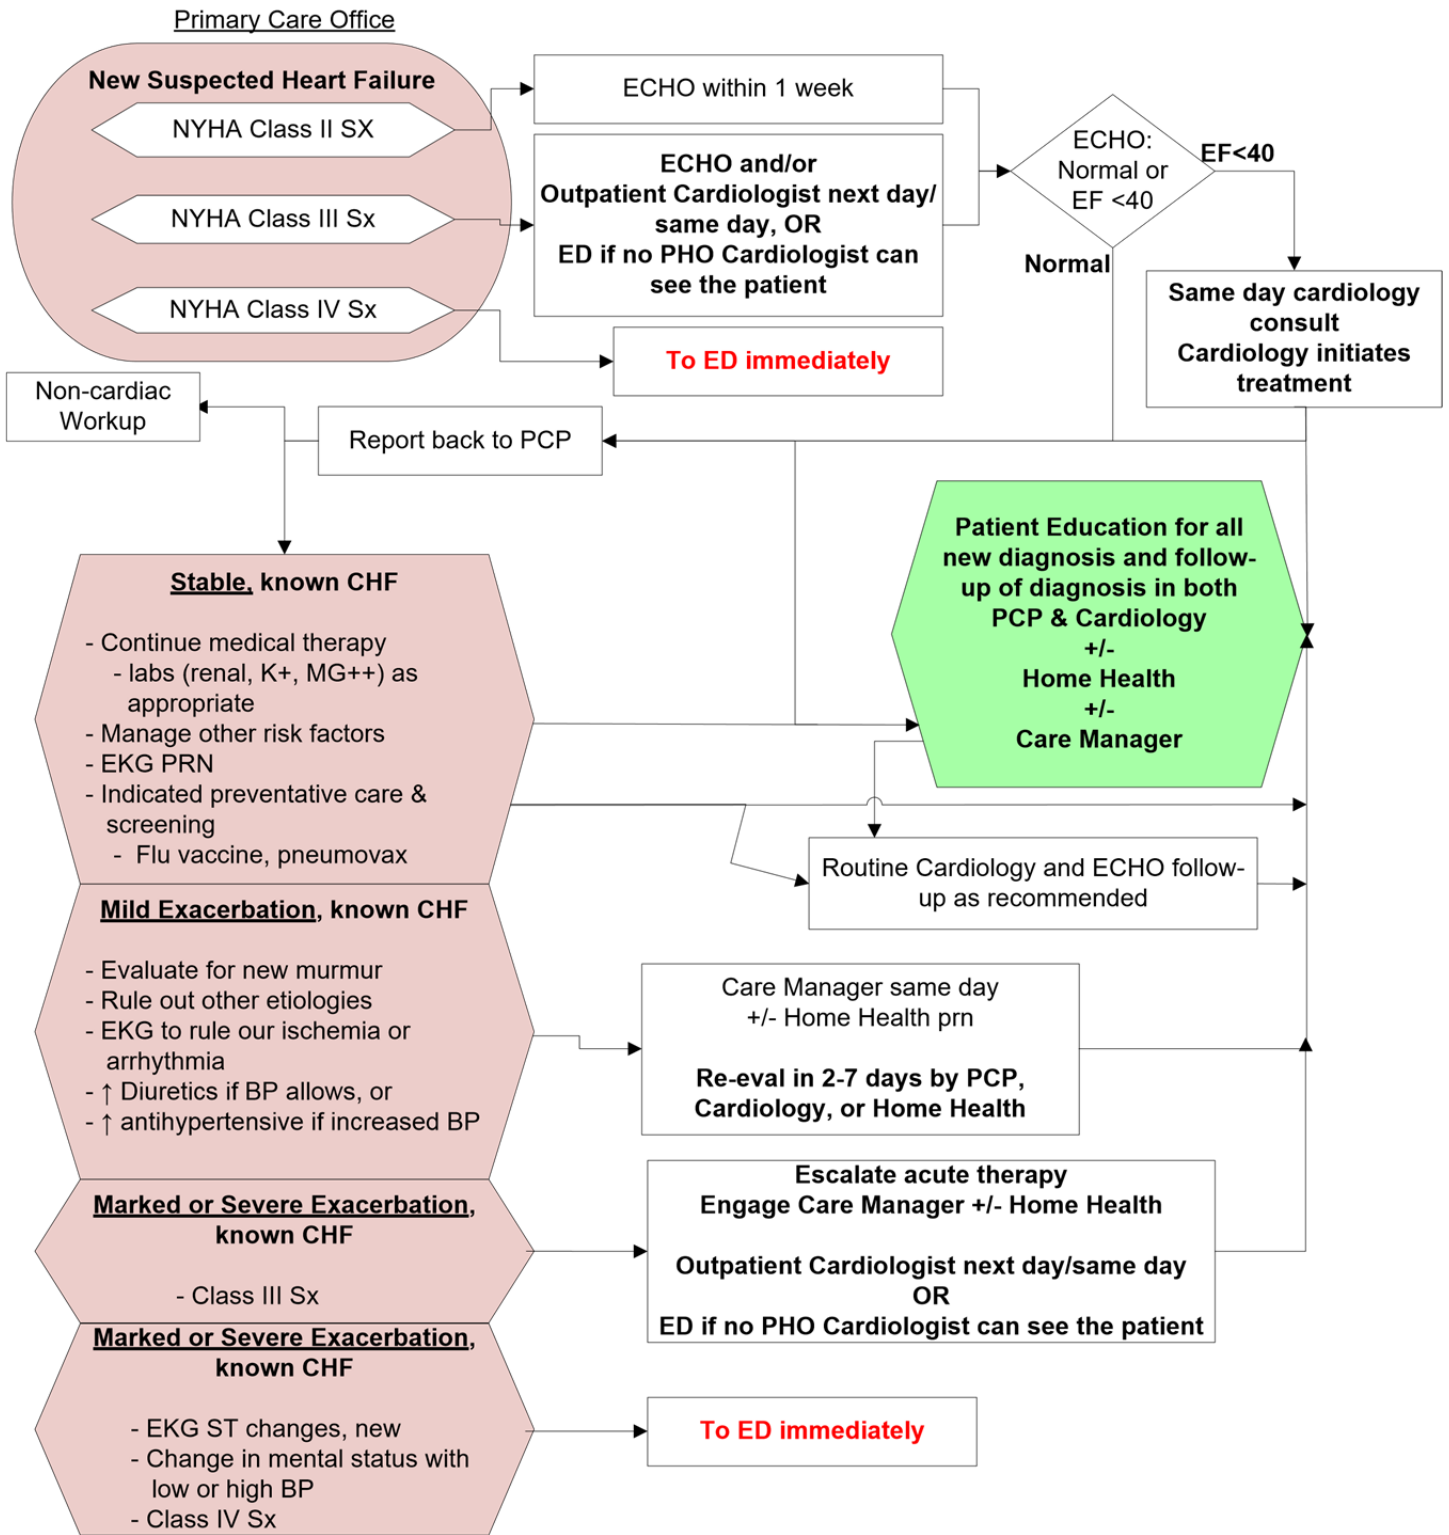 Primary Care Office
New Suspected Heart Failure
NYHA Class II SX
NYHA Class III Sx
NYHA Class IV Sx
ECHO within 1 week
ECHO and/or
Outpatient Cardiologist next day/
same day, OR
ED if no PHO Cardiologist can
see the patient
To ED immediately
ECHO:
Normal or
EF <40
EF<40
Normal
Same day cardiology
consult
Cardiology initiates
treatment
Non-cardiac
Workup
Report back to PCP
Patient Education for all
new diagnosis and follow-
up of diagnosis in both
PCP & Cardiology
+/-
Home Health
+/-
Care Manager
Stable, known CHF
- Continue medical therapy
- labs (renal, K+, MG++) as
appropriate
- Manage other risk factors
- EKG PRN
- Indicated preventative care &
screening
- Flu vaccine, pneumovax
Routine Cardiology and ECHO follow-
up as recommended
Mild Exacerbation, known CHF
- Evaluate for new murmur
- Rule out other etiologies
- EKG to rule our ischemia or
arrhythmia
- ↑ Diuretics if BP allows, or
- ↑ antihypertensive if increased BP
Care Manager same day
+/- Home Health prn
Re-eval in 2-7 days by PCP,
Cardiology, or Home Health
Marked or Severe Exacerbation,
known CHF
- Class III Sx
Escalate acute therapy
Engage Care Manager +/- Home Health
Outpatient Cardiologist next day/same day
OR
ED if no PHO Cardiologist can see the patient
Marked or Severe Exacerbation,
known CHF
- EKG ST changes, new
- Change in mental status with
low or high BP
- Class IV Sx
To ED immediately